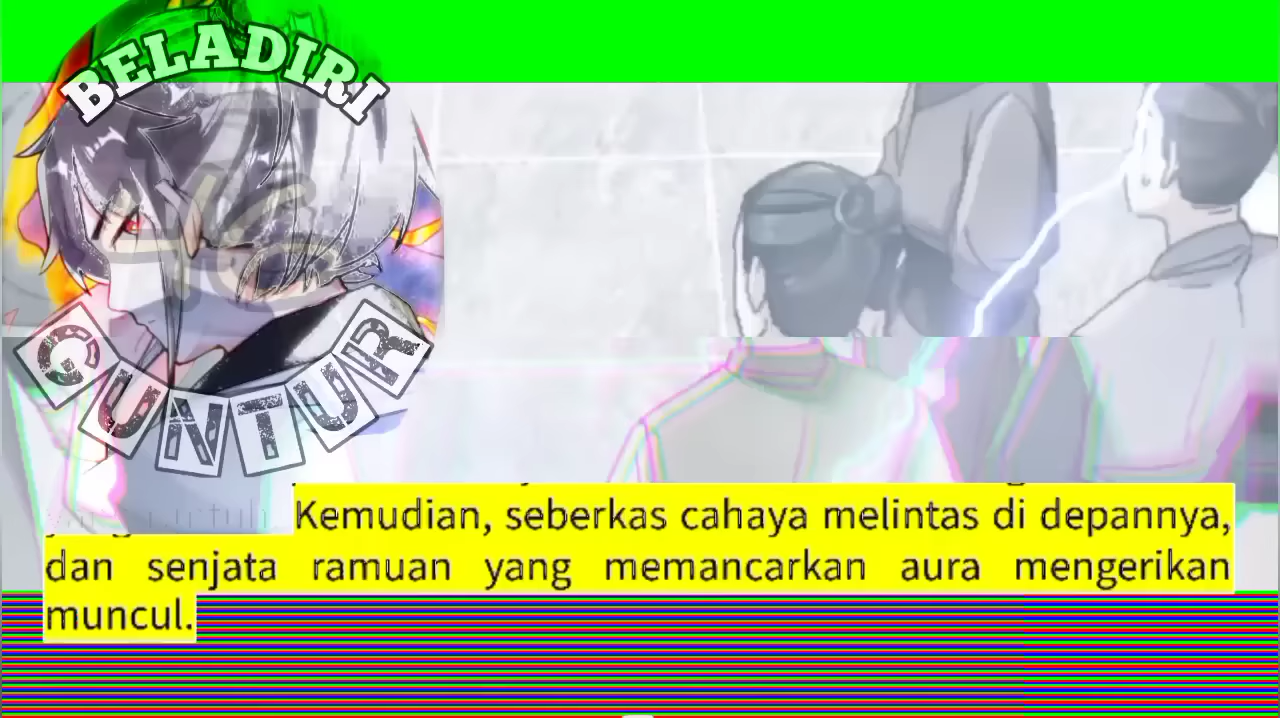 BELADIRI
GUNTUR
Kemudian, seberkas cahaya melintas di depannya,
dan senjata ramuan yang memancarkan aura mengerikan
muncul.